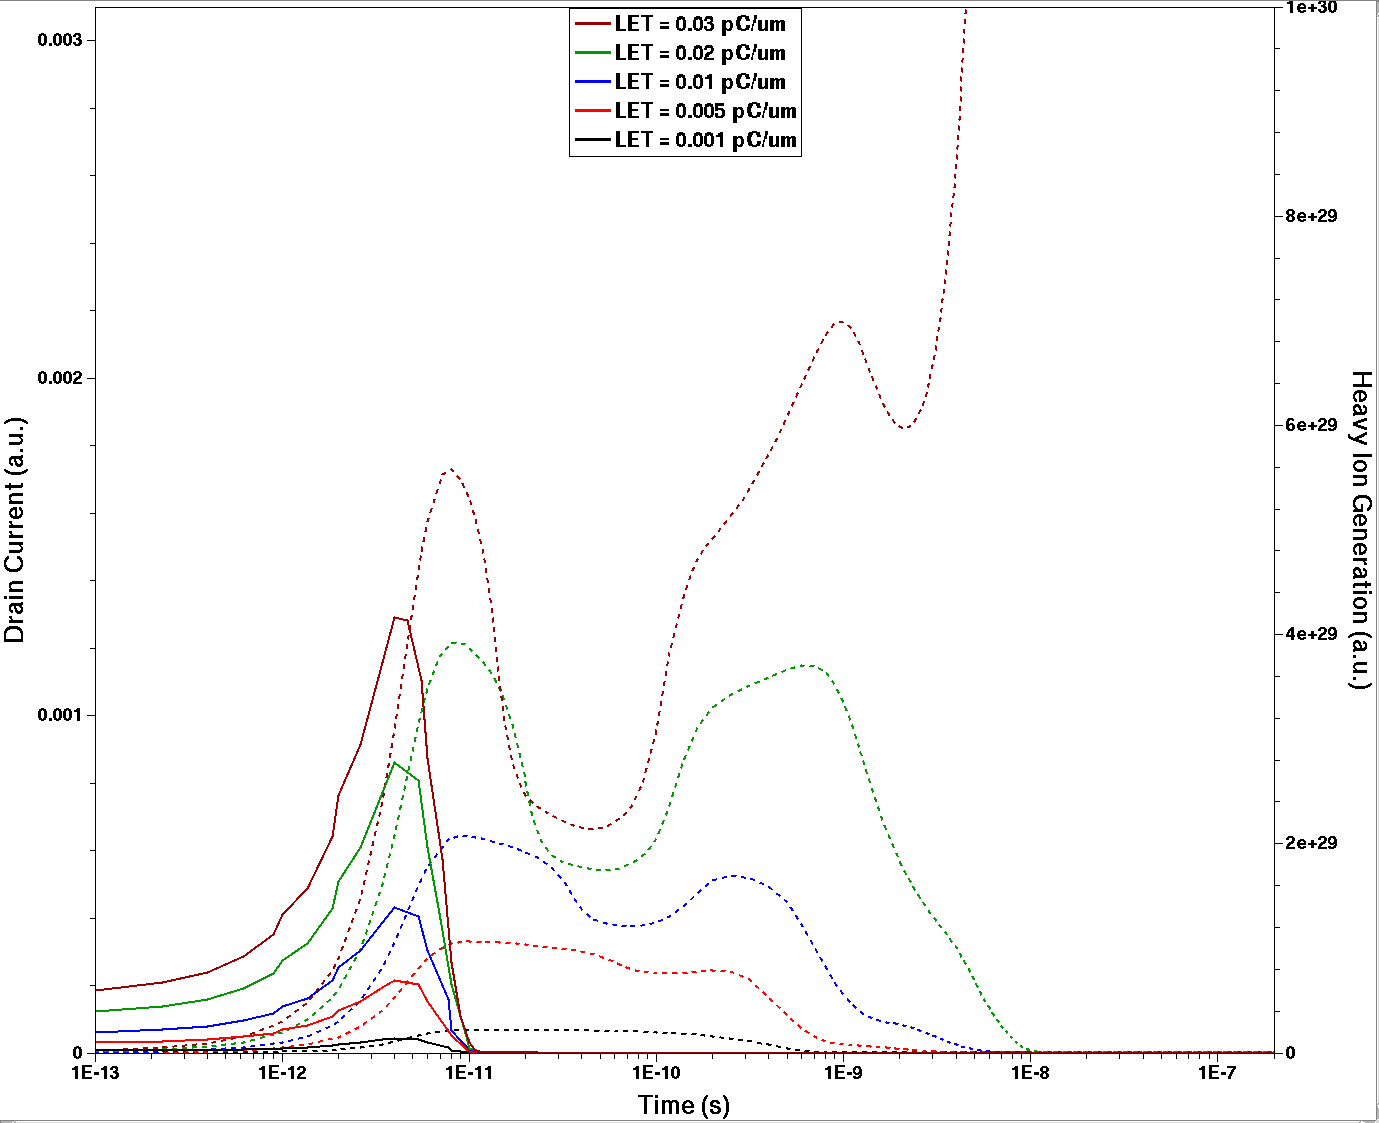 LET = 0.03 pC/um
LET = 0.02 pC/um
LET = 0.01 pC/um
LET = 0.005 pC/um
LET = 0.001 pC/um
0.003
0.002
0.001
0
Drain Current (a.u.)
1e+30
8e+29
6e+29
4e+29
2e+29
0
Heavy Ion Generation (a.u.)
1E-13 1E-12 1E-11 1E-10 1E-9 1E-8 1E-7
Time (s)